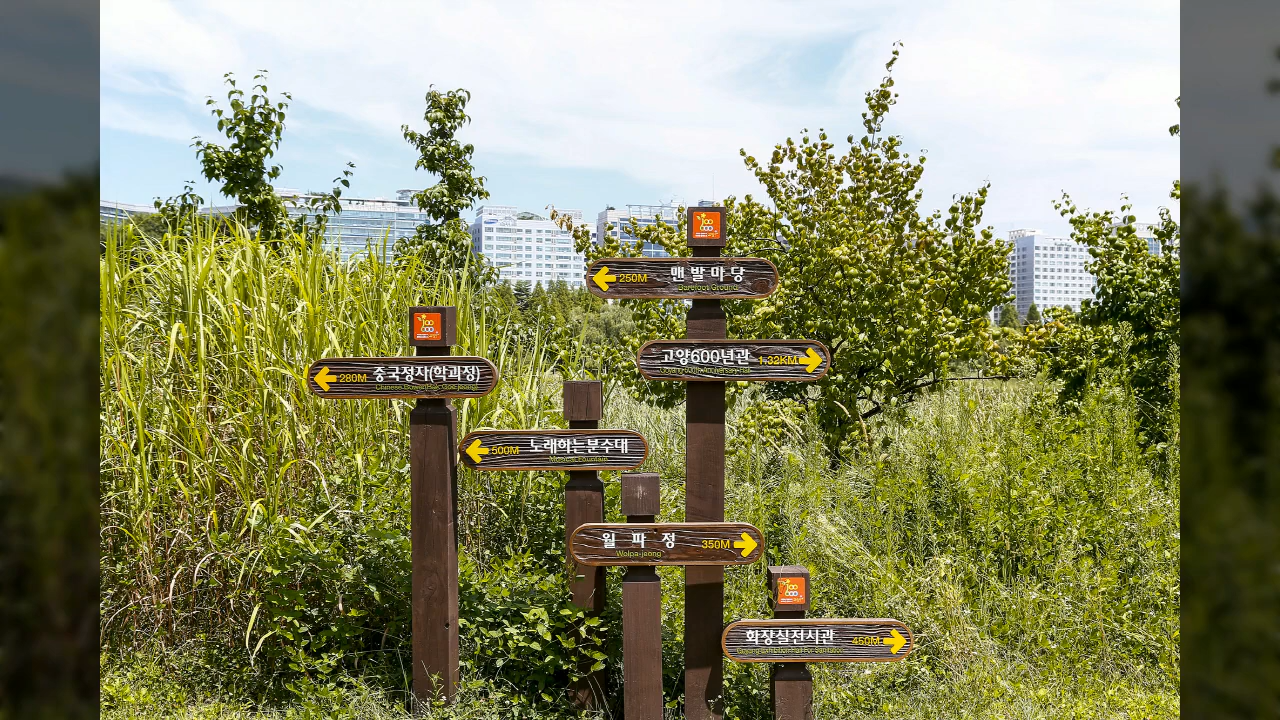 250M 맨발마당
Barefoot Ground
고양600년관 1.32KM
280M 중국정자(학괴정)
500M 노래하는분수대
월 파 정 350M
Wolpa-jeong
화장실전시관 450M